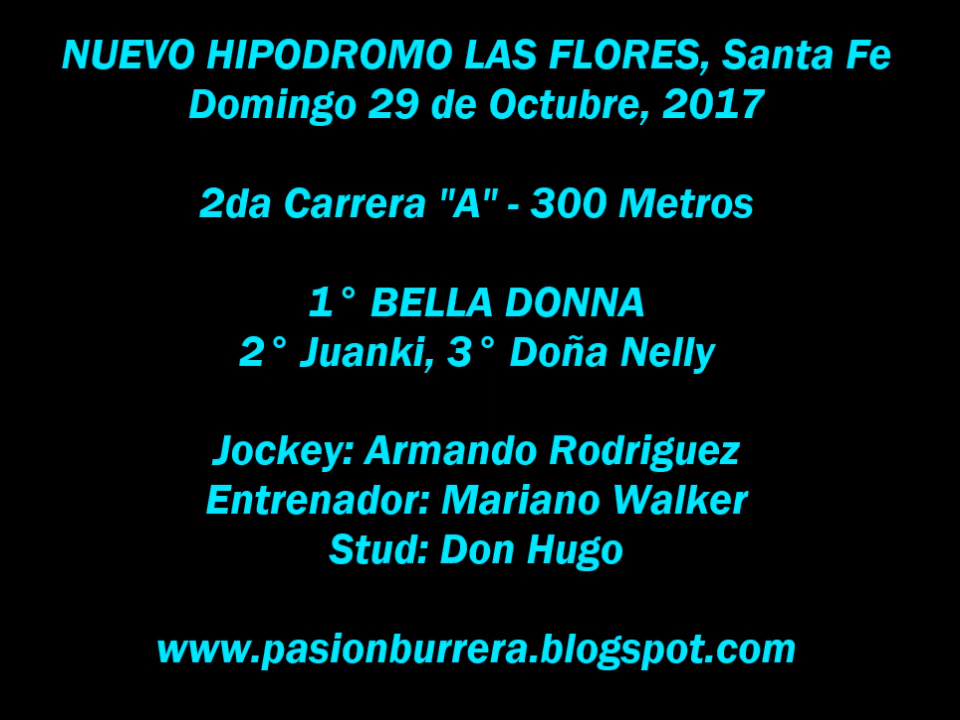 NUEVO HIPODROMO LAS FLORES, Santa Fe
Domingo 29 de Octubre, 2017
2da Carrera "A" - 300 Metros
1° BELLA DONNA
2° Juanki, 3° Doña Nelly
Jockey: Armando Rodriguez
Entrenador: Mariano Walker
Stud: Don Hugo
www.pasionburrera.blogspot.com